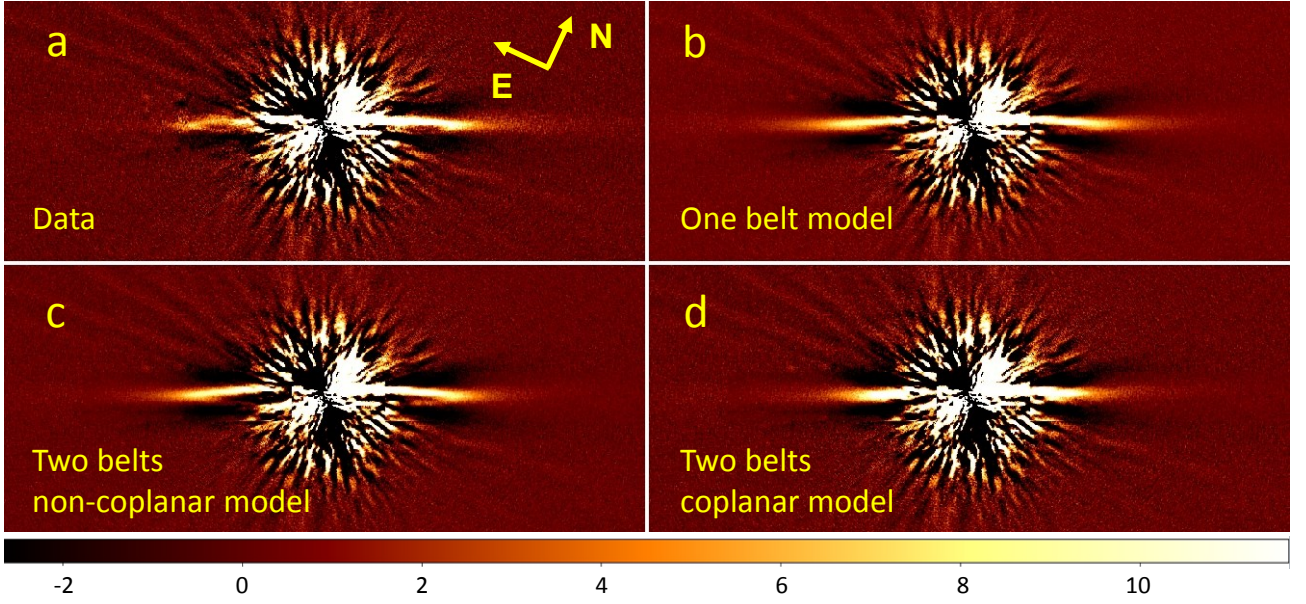 a
N
E
Data
b
One belt model
c
Two belts
non-coplanar model
d
Two belts
coplanar model
-2 0 2 4 6 8 10